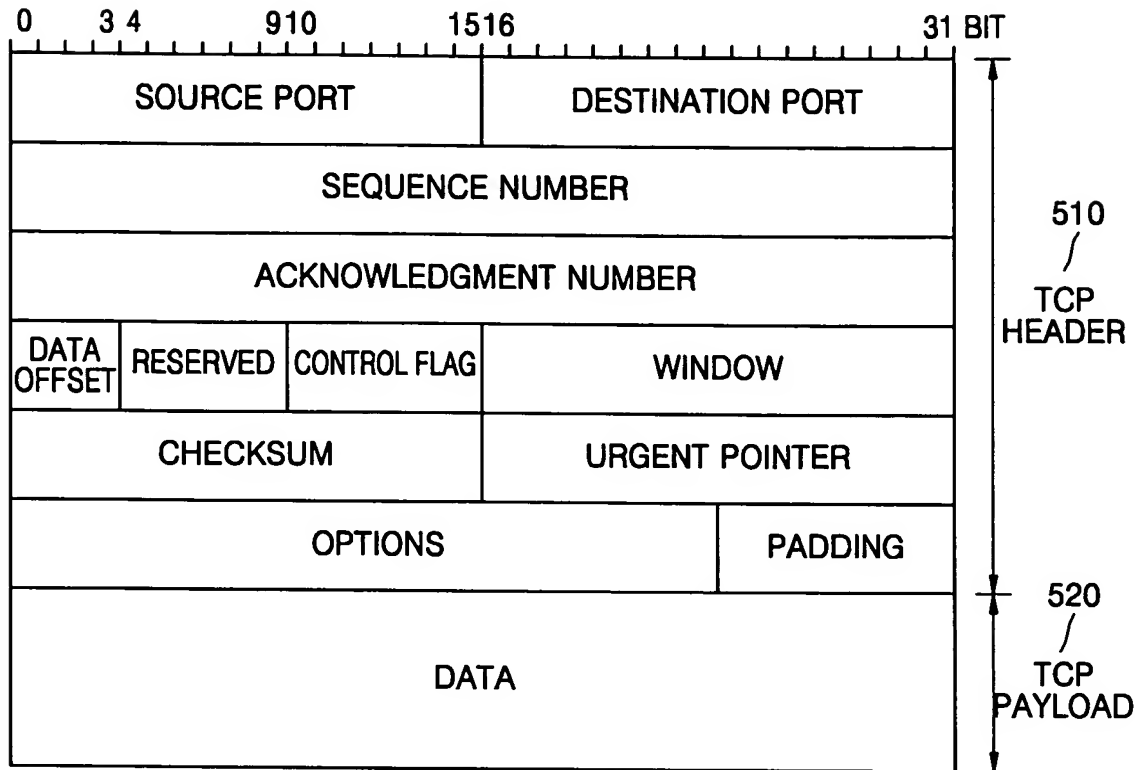 0 3 4 9 10 15 16 31 BIT
SOURCE PORT DESTINATION PORT
SEQUENCE NUMBER
510
ACKNOWLEDGMENT NUMBER
TCP
HEADER
DATA
OFFSET
RESERVED CONTROL FLAG WINDOW
CHECKSUM URGENT POINTER
OPTIONS PADDING
520
DATA
TCP
PAYLOAD